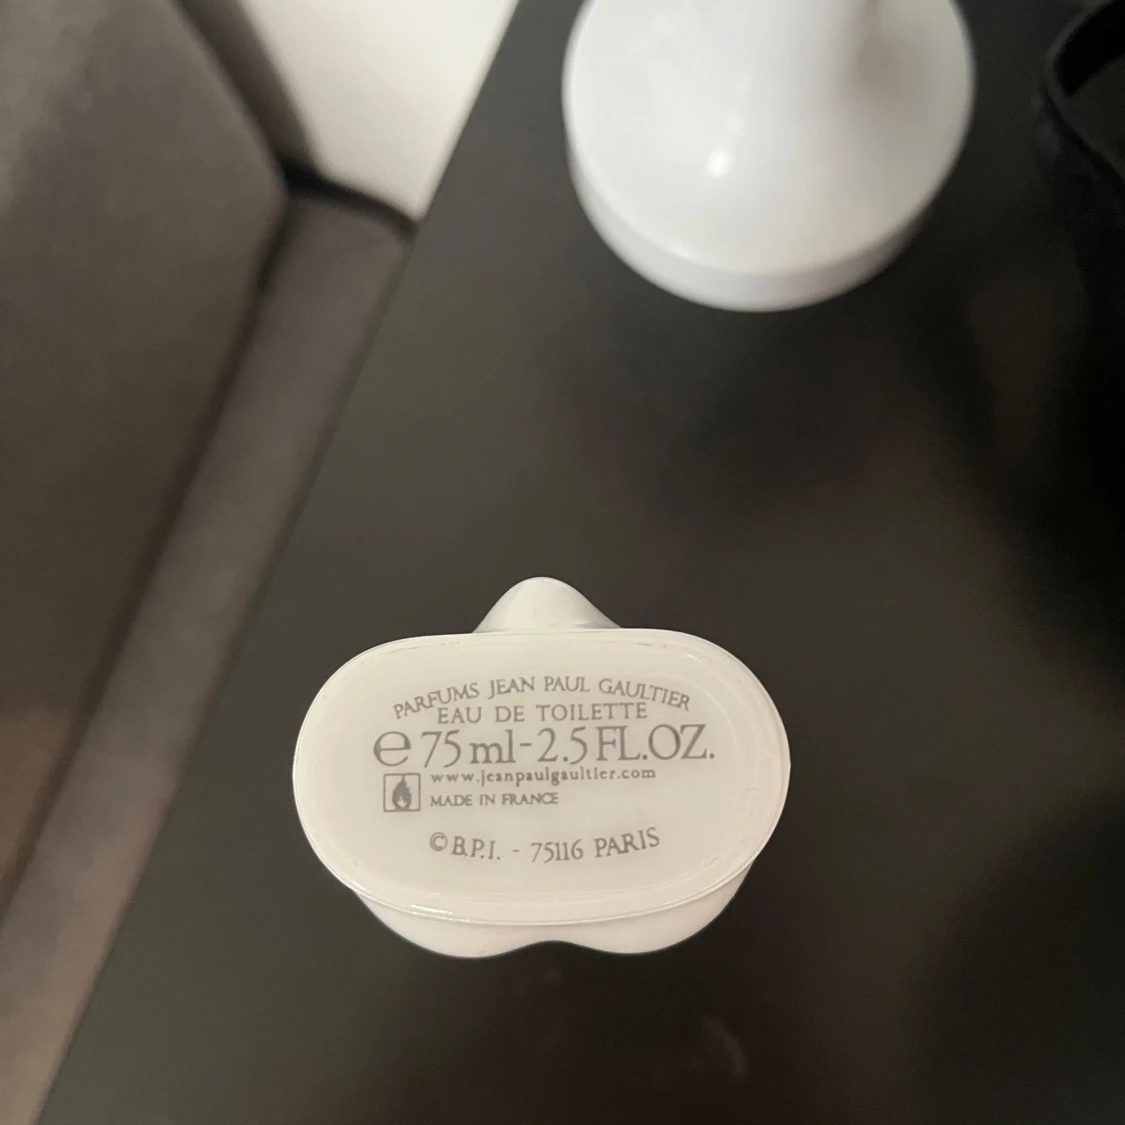 PARFUMS JEAN PAUL GAULTIER
EAU DE TOILETTE
℮ 75 ml - 2.5 FL.OZ.
www.jeanpaulgaultier.com
MADE IN FRANCE
© B.P.I. - 75116 PARIS